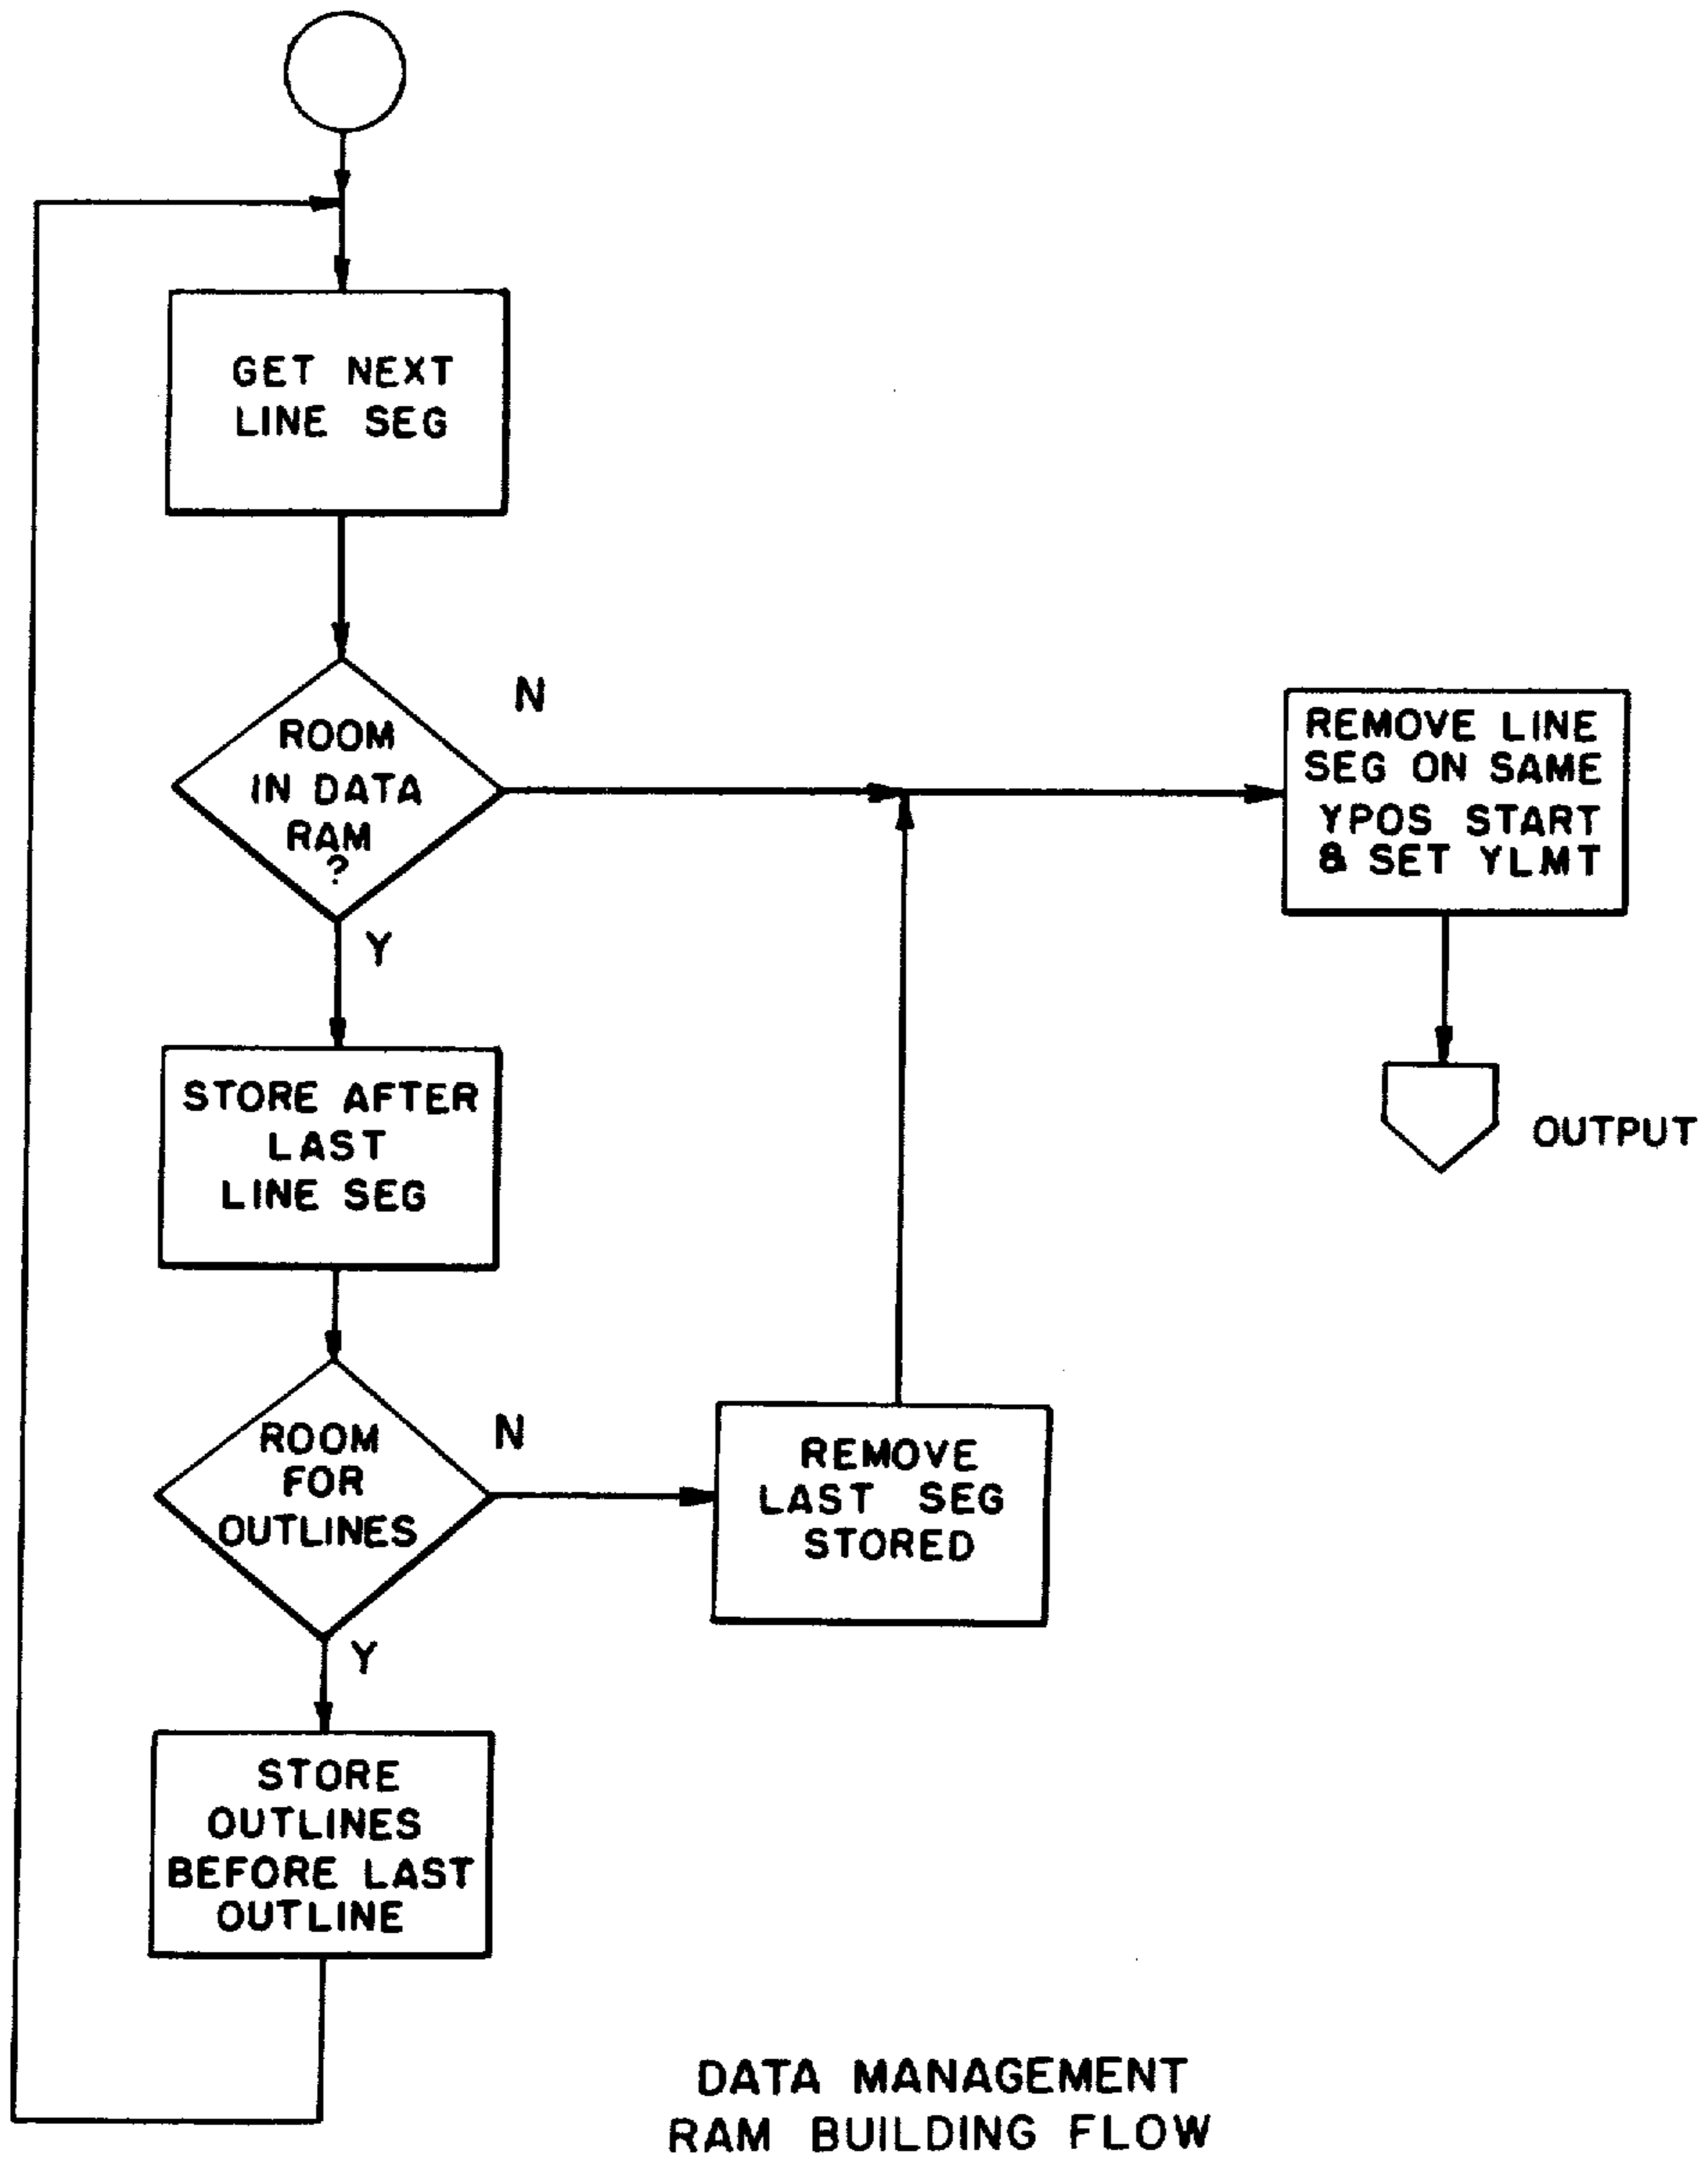 GET NEXT
LINE SEG
N
ROOM
IN DATA
RAM
?
REMOVE LINE
SEG ON SAME
YPOS START
& SET YLMT
Y
STORE AFTER
LAST
LINE SEG
OUTPUT
ROOM
FOR
OUTLINES
N
REMOVE
LAST SEG
STORED
Y
STORE
OUTLINES
BEFORE LAST
OUTLINE
DATA MANAGEMENT
RAM BUILDING FLOW